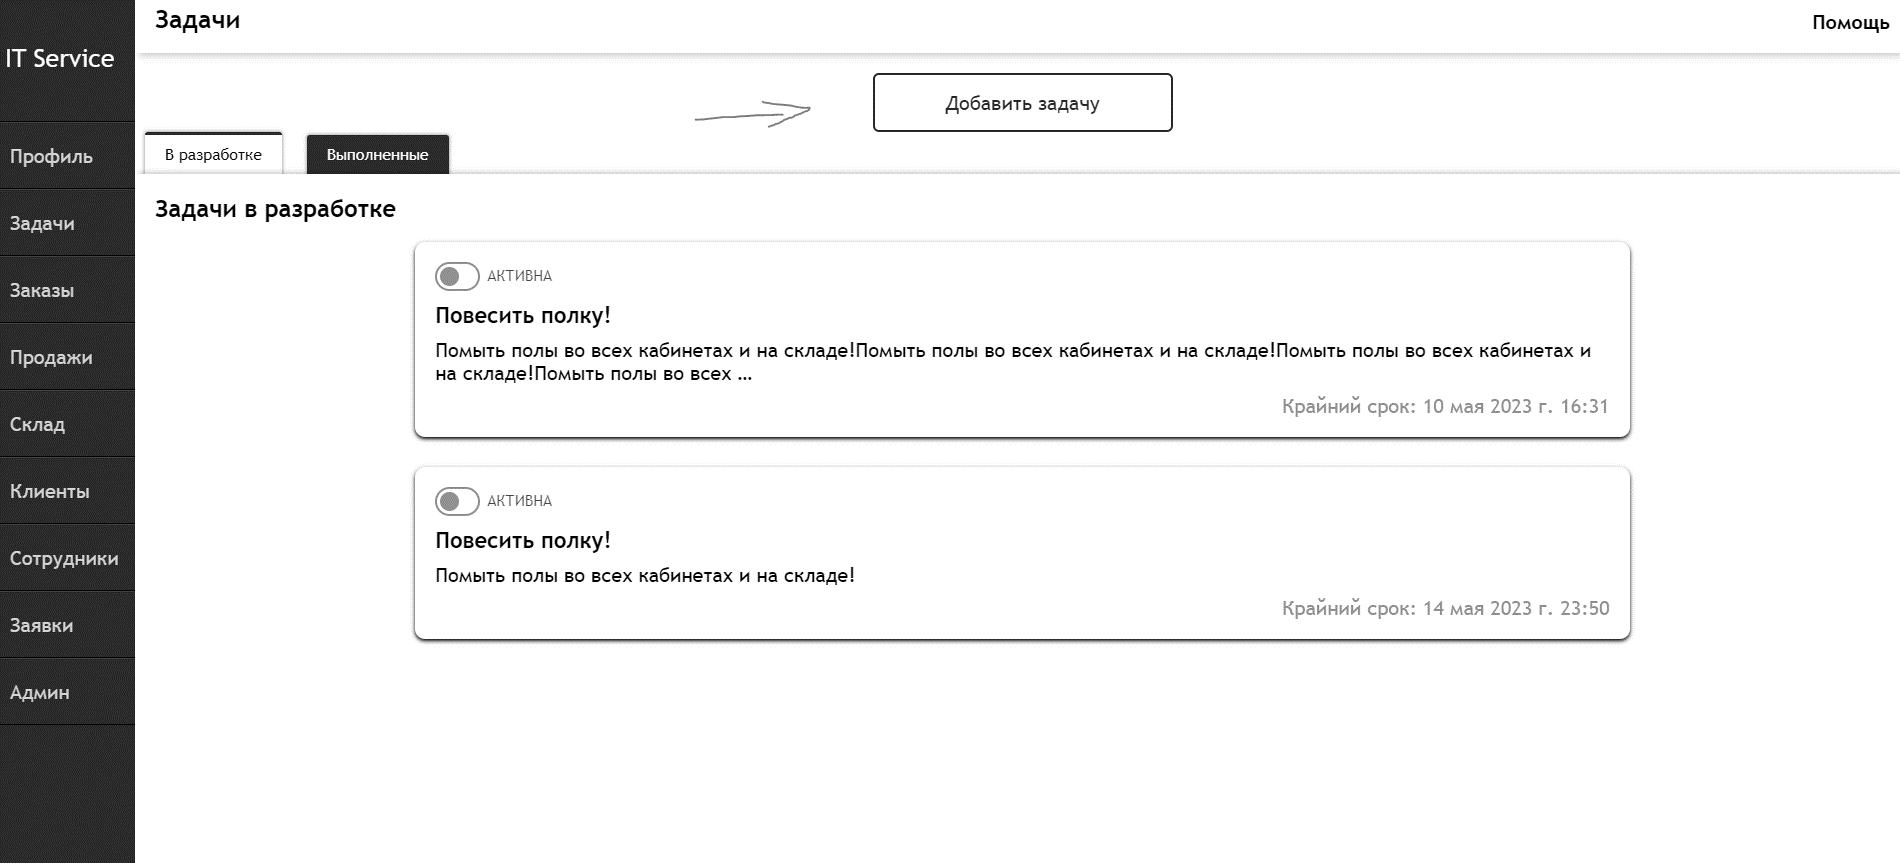 IT Service
Профиль
Задачи
Заказы
Продажи
Склад
Клиенты
Сотрудники
Заявки
Админ
Задачи
Помощь
Добавить задачу
В разработке
Выполненные
Задачи в разработке
АКТИВНА
Повесить полку!
Помыть полы во всех кабинетах и на складе!Помыть полы во всех кабинетах и на складе!Помыть полы во всех кабинетах и
на складе!Помыть полы во всех ...
Крайний срок: 10 мая 2023 г. 16:31
АКТИВНА
Повесить полку!
Помыть полы во всех кабинетах и на складе!
Крайний срок: 14 мая 2023 г. 23:50